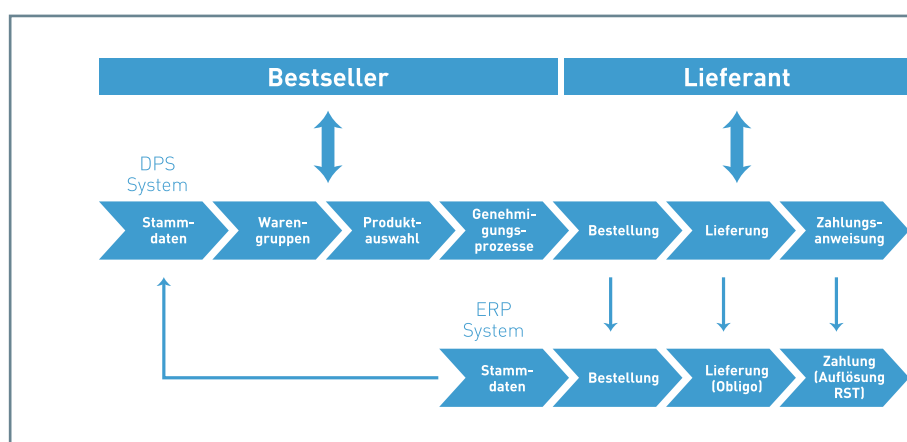 Bestseller
Lieferant
DPS
System
Stamm-
daten
Waren-
gruppen
Produkt-
auswahl
Genehmi-
gungs-
prozesse
Bestellung
Lieferung
Zahlungs-
anweisung
ERP
System
Stamm-
daten
Bestellung
Lieferung
(Obligo)
Zahlung
(Auflösung
RST)